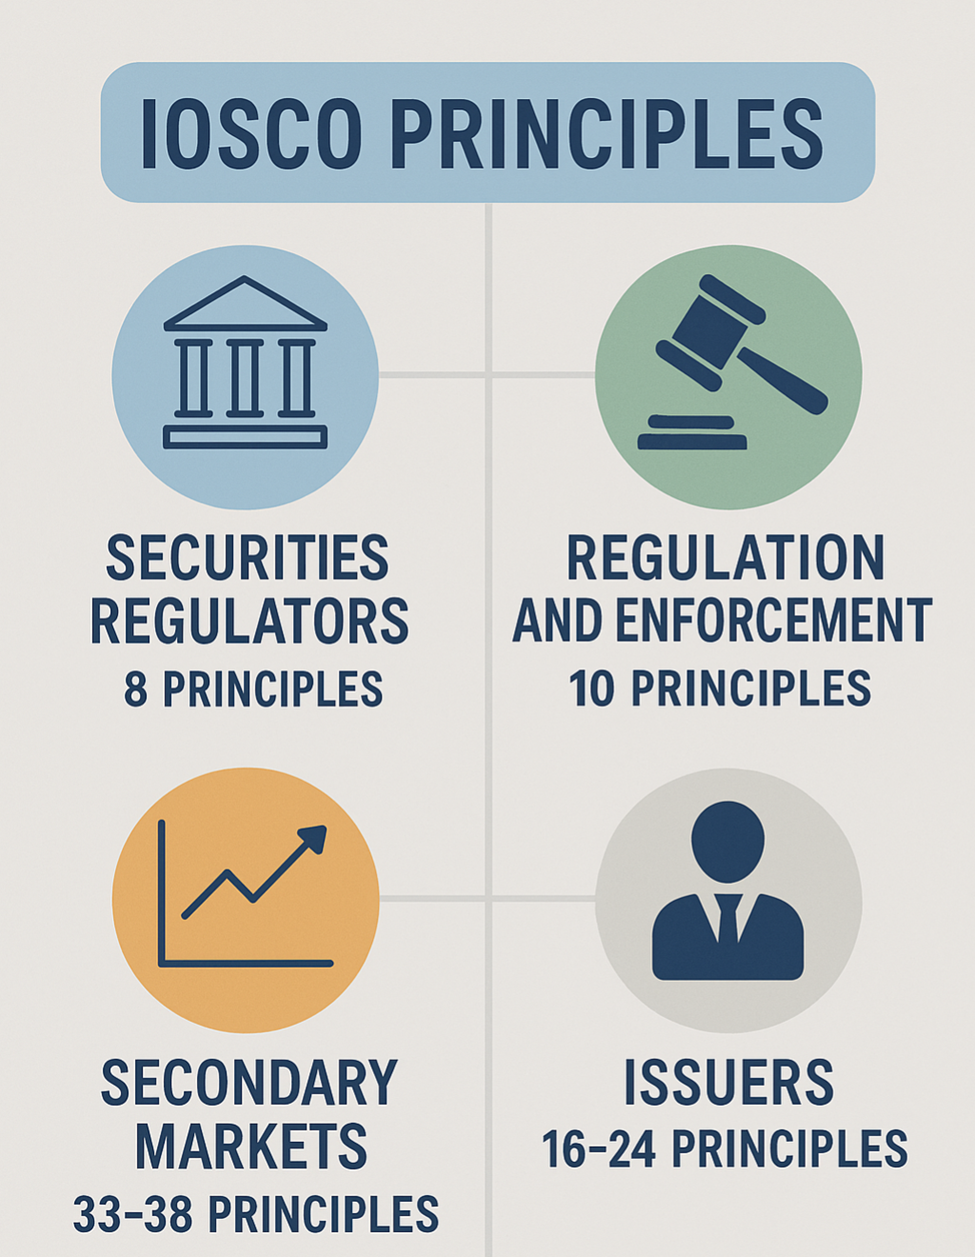 IOSCO PRINCIPLES
SECURITIES
REGULATORS
8 PRINCIPLES
REGULATION
AND ENFORCEMENT
10 PRINCIPLES
SECONDARY
MARKETS
33–38 PRINCIPLES
ISSUERS
16–24 PRINCIPLES